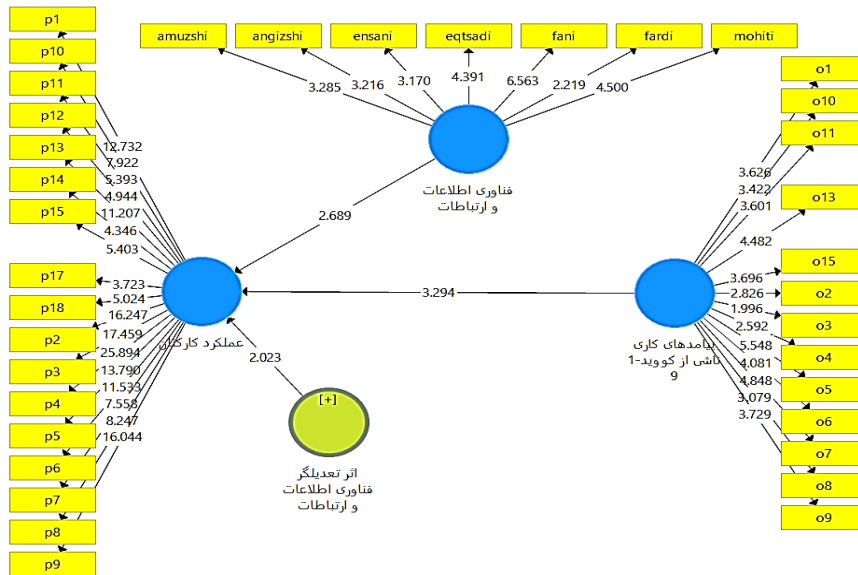 p1
p10
p11
p12
p13
p14
p15
p17
p18
p2
p3
p4
p5
p6
p7
p8
p9
amuzshi
angizshi
ensani
eqtsadi
fani
fardi
mohiti
3.285
3.216
3.170
4.391
6.563
2.219
4.500
فناوری اطلاعات
و ارتباطات
12.732
7.922
5.393
4.944
11.207
4.346
5.403
3.723
5.024
16.247
17.459
25.894
13.790
11.533
7.558
8.247
16.044
عملکرد کارکنان
2.689
3.294
2.023
[+]
اثر تعدیلگر
فناوری اطلاعات
و ارتباطات
پیامدهای کاری
ناشی از کووید-1
9
3.626
3.422
3.601
4.482
3.696
2.826
1.996
2.592
5.548
4.081
4.848
3.079
3.729
o1
o10
o11
o13
o15
o2
o3
o4
o5
o6
o7
o8
o9